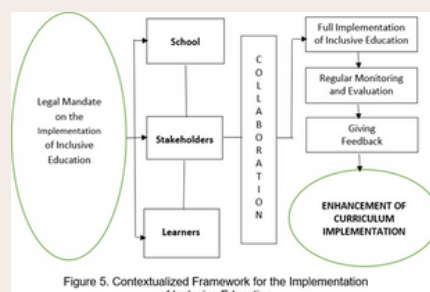 Legal Mandate
on the
Implementation
of Inclusive
Education
School
Stakeholders
Learners
COLLABORATION
Full Implementation
of Inclusive Education
Regular Monitoring
and Evaluation
Giving
Feedback
ENHANCEMENT OF
CURRICULUM
IMPLEMENTATION
Figure 5. Contextualized Framework for the Implementation